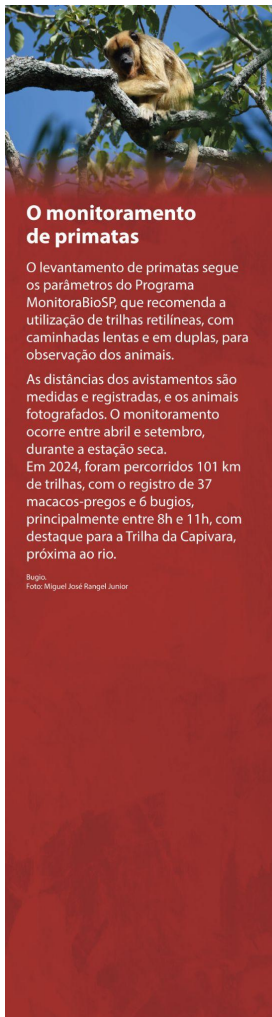 O monitoramento
de primatas
O levantamento de primatas segue
os parâmetros do Programa
MonitoraBioSP, que recomenda a
utilização de trilhas retilíneas, com
caminhadas lentas e em duplas, para
observação dos animais.
As distâncias dos avistamentos são
medidas e registradas, e os animais
fotografados. O monitoramento
ocorre entre abril e setembro,
durante a estação seca.
Em 2024, foram percorridos 101 km
de trilhas, com o registro de 37
macacos-pregos e 6 bugios,
principalmente entre 8h e 11h, com
destaque para a Trilha da Capivara,
próxima ao rio.
Bugio.
Foto: Miguel José Rangel Junior